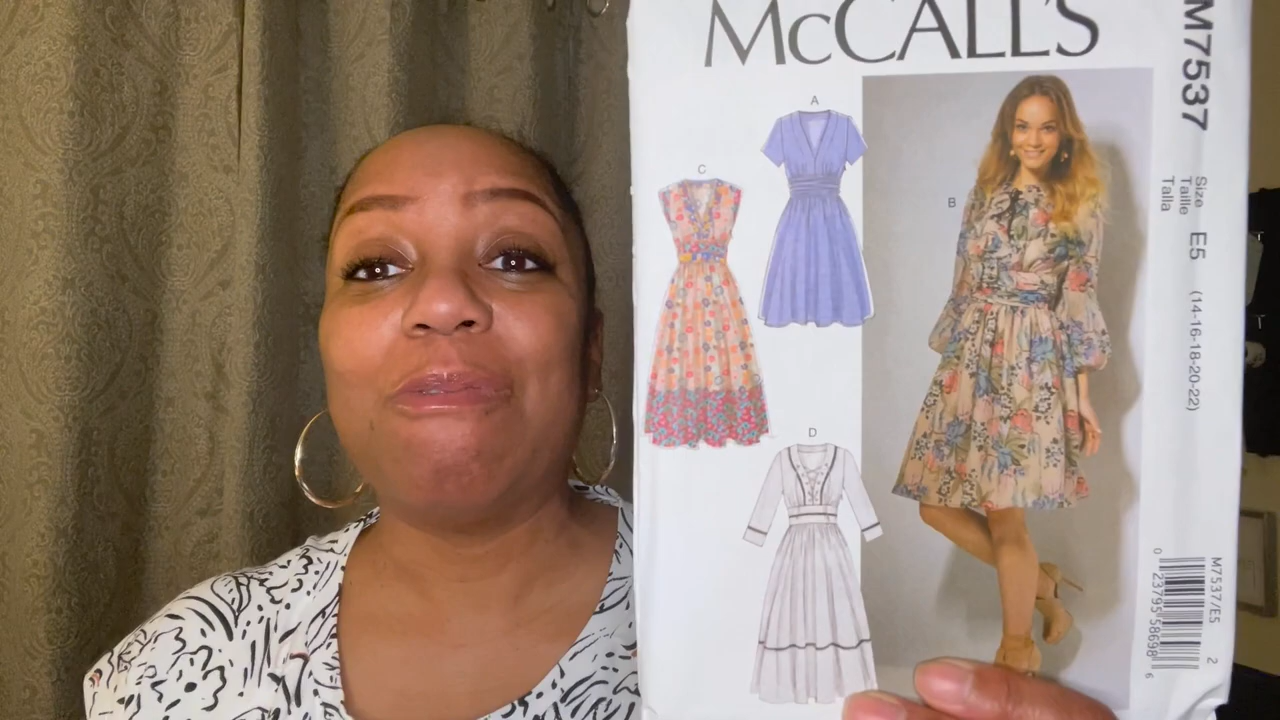 McCALL'S
M7537
Size
Taille
Talla
E5
(14-16-18-20-22)
A
C
B
D
M7537/E5
0 23795 58698 6
2